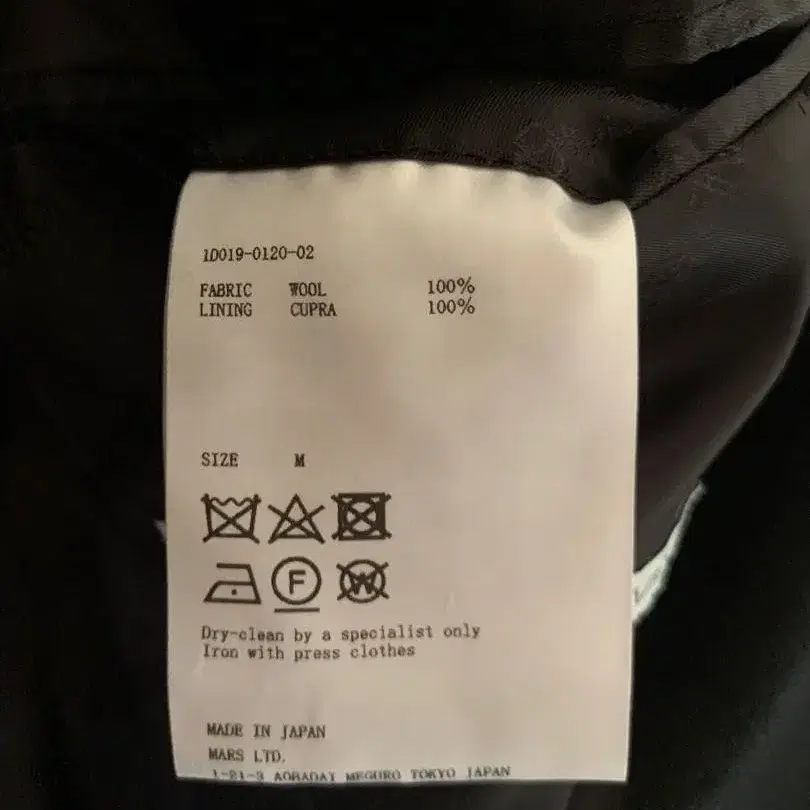 1D019-0120-02
FABRIC WOOL 100%
LINING CUPRA 100%
SIZE M
F
W
Dry-clean by a specialist only
Iron with press clothes
MADE IN JAPAN
MARS LTD.
1-21-3 AOBADAI MEGURO TOKYO JAPAN